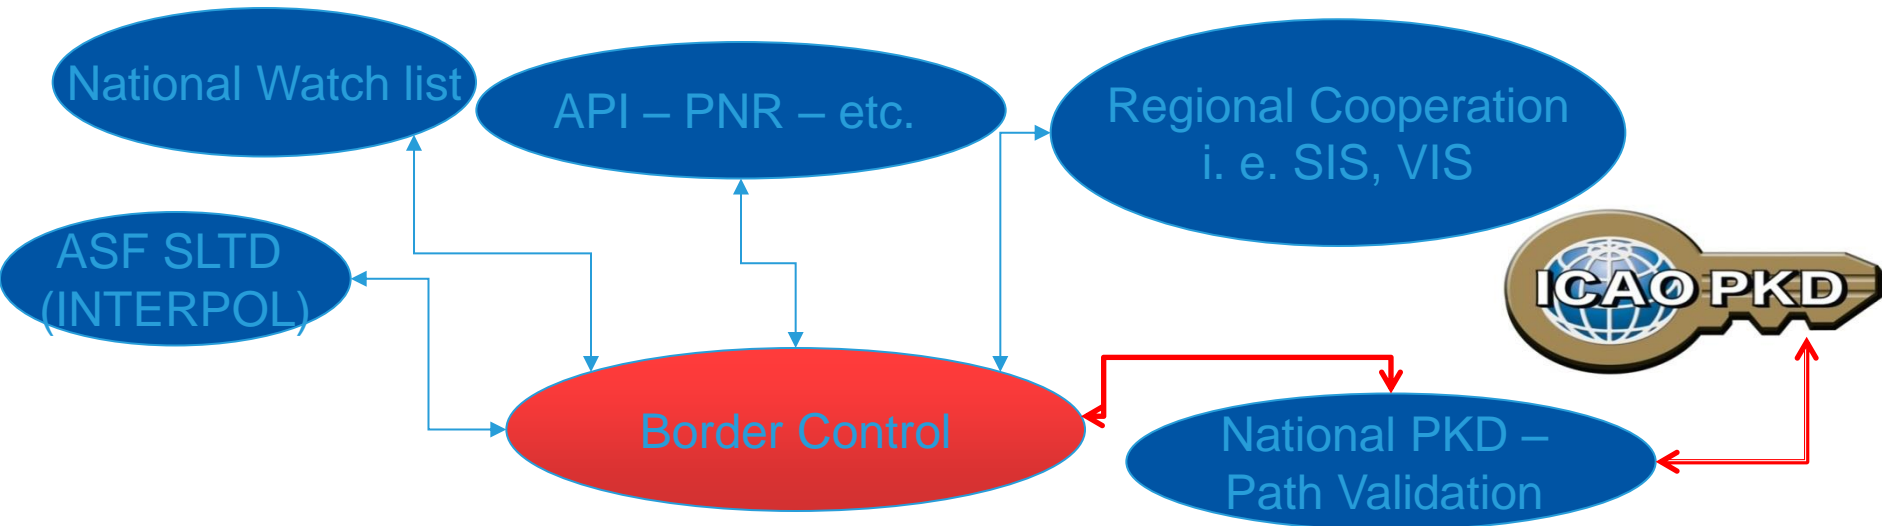 National Watch list
API – PNR – etc.
Regional Cooperation
i. e. SIS, VIS
ASF SLTD
(INTERPOL)
ICAO PKD
Border Control
National PKD –
Path Validation